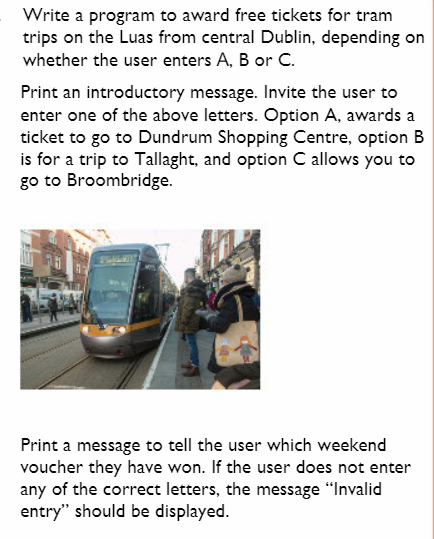 Write a program to award free tickets for tram
trips on the Luas from central Dublin, depending on
whether the user enters A, B or C.
Print an introductory message. Invite the user to
enter one of the above letters. Option A, awards a
ticket to go to Dundrum Shopping Centre, option B
is for a trip to Tallaght, and option C allows you to
go to Broombridge.
Print a message to tell the user which weekend
voucher they have won. If the user does not enter
any of the correct letters, the message “Invalid
entry” should be displayed.